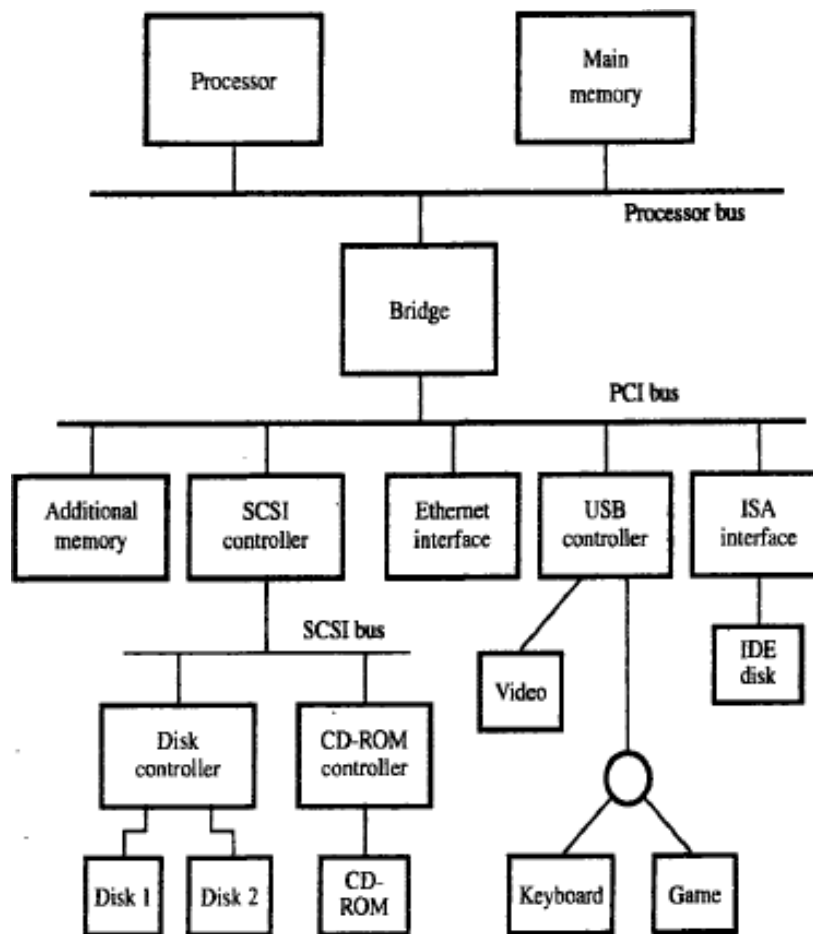 Processor
Main
memory
Processor bus
Bridge
PCI bus
Additional
memory
SCSI
controller
Ethernet
interface
USB
controller
ISA
interface
SCSI bus
Video
IDE
disk
Disk
controller
CD-ROM
controller
Disk 1
Disk 2
CD-
ROM
Keyboard
Game